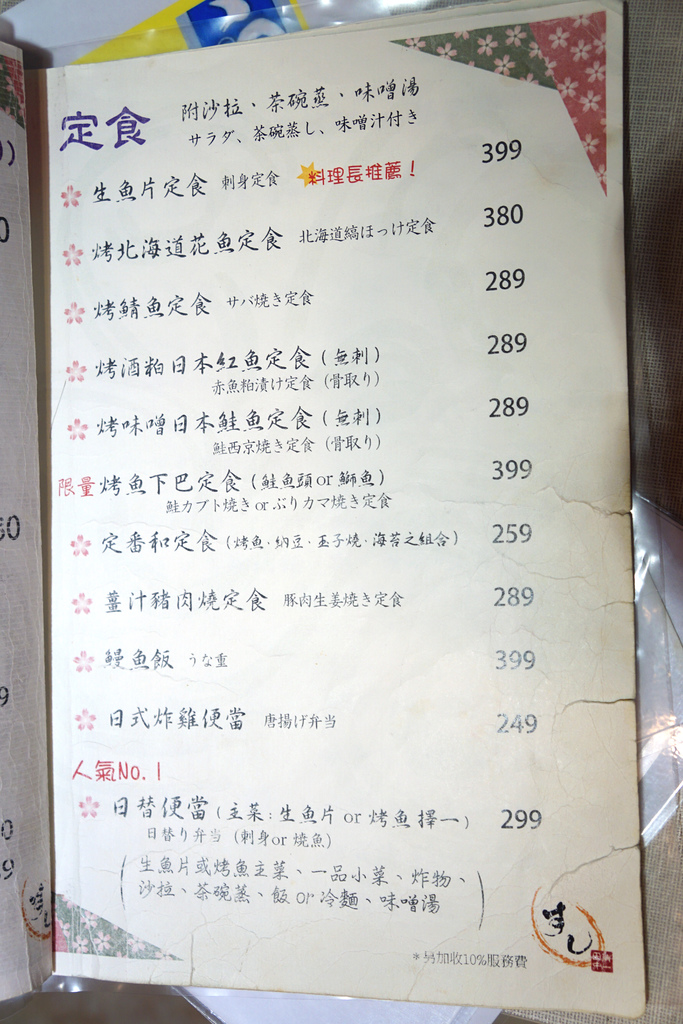 定食
附沙拉、茶碗蒸、味噌湯
サラダ、茶碗蒸し、味噌汁付き
生魚片定食 刺身定食 料理長推薦！ 399
烤北海道花魚定食 北海道縞ほっけ定食 380
烤鯖魚定食 サバ焼き定食 289
烤酒粕日本紅魚定食(無刺) 289
赤魚粕漬け定食(骨取り)
烤味噌日本鮭魚定食(無刺) 289
鮭西京焼き定食(骨取り)
限量 烤魚下巴定食(鮭魚頭 or 鰤魚) 399
鮭カブト焼き or ぶりカマ焼き定食
定番和定食(烤魚·納豆·玉子燒·海苔之組合) 259
薑汁豬肉燒定食 豚肉生姜焼き定食 289
鰻魚飯 うな重 399
日式炸雞便當 唐揚げ弁当 249
人氣No.1
日替便當(主菜:生魚片 or 烤魚 擇一) 299
日替り弁当(刺身or 焼魚)
(生魚片或烤魚主菜、一品小菜、炸物、
沙拉、茶碗蒸、飯 or 冷麵、味噌湯)
*另加收10%服務費